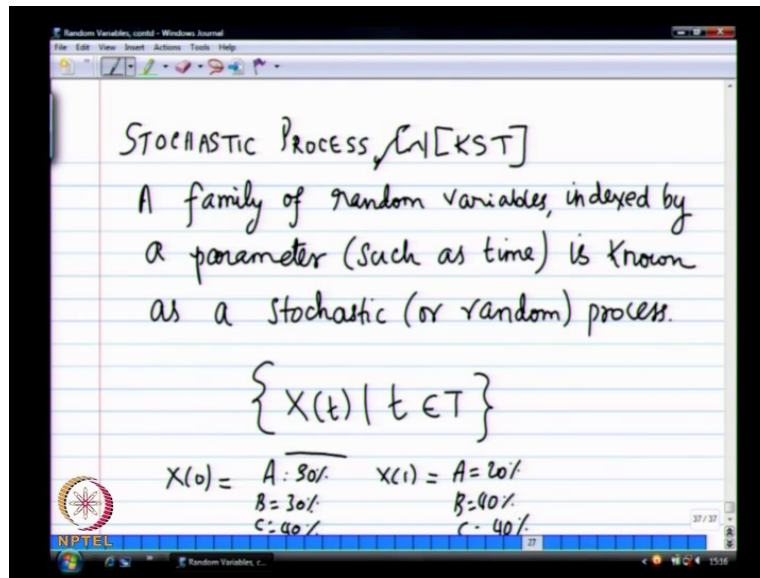 Random Variables, contd - Windows Journal
File Edit View Insert Actions Tools Help
STOCHASTIC PROCESS, [KST]
A family of random variables, indexed by
a parameter (such as time) is known
as a stochastic (or random) process.
{X(t) | t ∈ T}
X(0) = A : 30% X(1) = A = 20%
B = 30% B = 40%
C = 40% C = 40%
37 / 37
NPTEL
27
Random Variables, c...
15:16